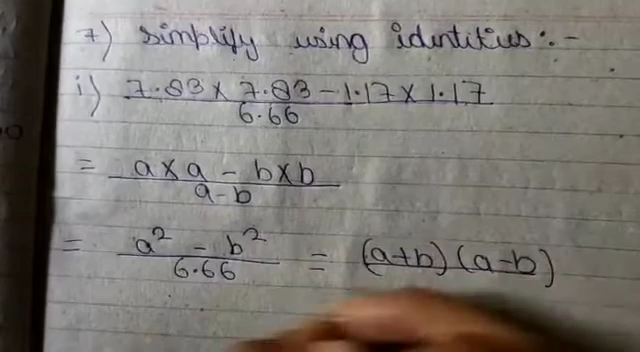 7) simplify using identities :-
i) 7.83 × 7.83 - 1.17 × 1.17
6.66
= a × a - b × b
a - b
= a² - b² = (a+b) (a-b)
6.66